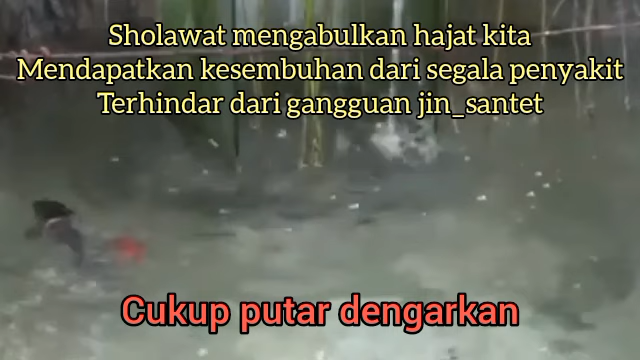 Sholawat mengabulkan hajat kita
Mendapatkan kesembuhan dari segala penyakit
Terhindar dari gangguan jin_santet
Cukup putar dengarkan